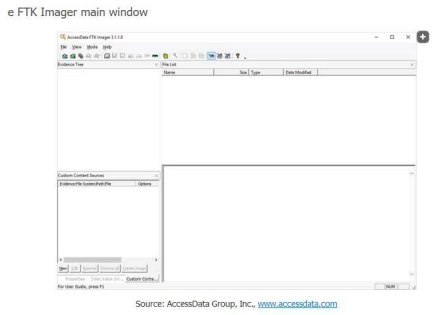 e FTK Imager main window
AccessData FTK Imager 3.1.1.8
File View Mode Help
Evidence Tree
File List
Name Size Type Date Modified
Custom Content Sources
Evidence:File System|Path|File Options
New Edit Remove Remove All Create Image
Properties Hex Value Int... Custom Conte...
For User Guide, press F1
NUM
Source: AccessData Group, Inc., www.accessdata.com